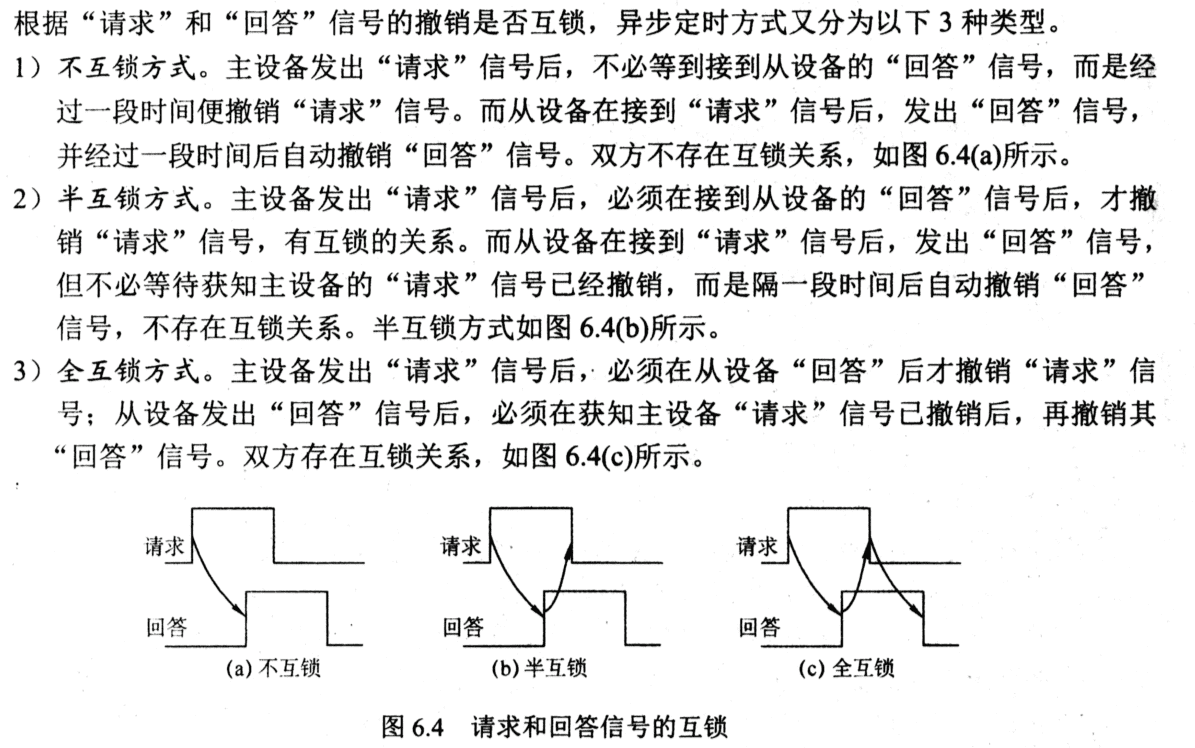 根据“请求”和“回答”信号的撤销是否互锁，异步定时方式又分为以下 3 种类型。
1）不互锁方式。主设备发出“请求”信号后，不必等到接到从设备的“回答”信号，而是经
过一段时间便撤销“请求”信号。而从设备在接到“请求”信号后，发出“回答”信号，
并经过一段时间后自动撤销“回答”信号。双方不存在互锁关系，如图 6.4(a)所示。
2）半互锁方式。主设备发出“请求”信号后，必须在接到从设备的“回答”信号后，才撤
销“请求”信号，有互锁的关系。而从设备在接到“请求”信号后，发出“回答”信号，
但不必等待获知主设备的“请求”信号已经撤销，而是隔一段时间后自动撤销“回答”
信号，不存在互锁关系。半互锁方式如图 6.4(b)所示。
3）全互锁方式。主设备发出“请求”信号后，必须在从设备“回答”后才撤销“请求”信
号；从设备发出“回答”信号后，必须在获知主设备“请求”信号已撤销后，再撤销其
“回答”信号。双方存在互锁关系，如图 6.4(c)所示。
请求 请求 请求
回答 回答 回答
(a) 不互锁 (b) 半互锁 (c) 全互锁
图 6.4 请求和回答信号的互锁